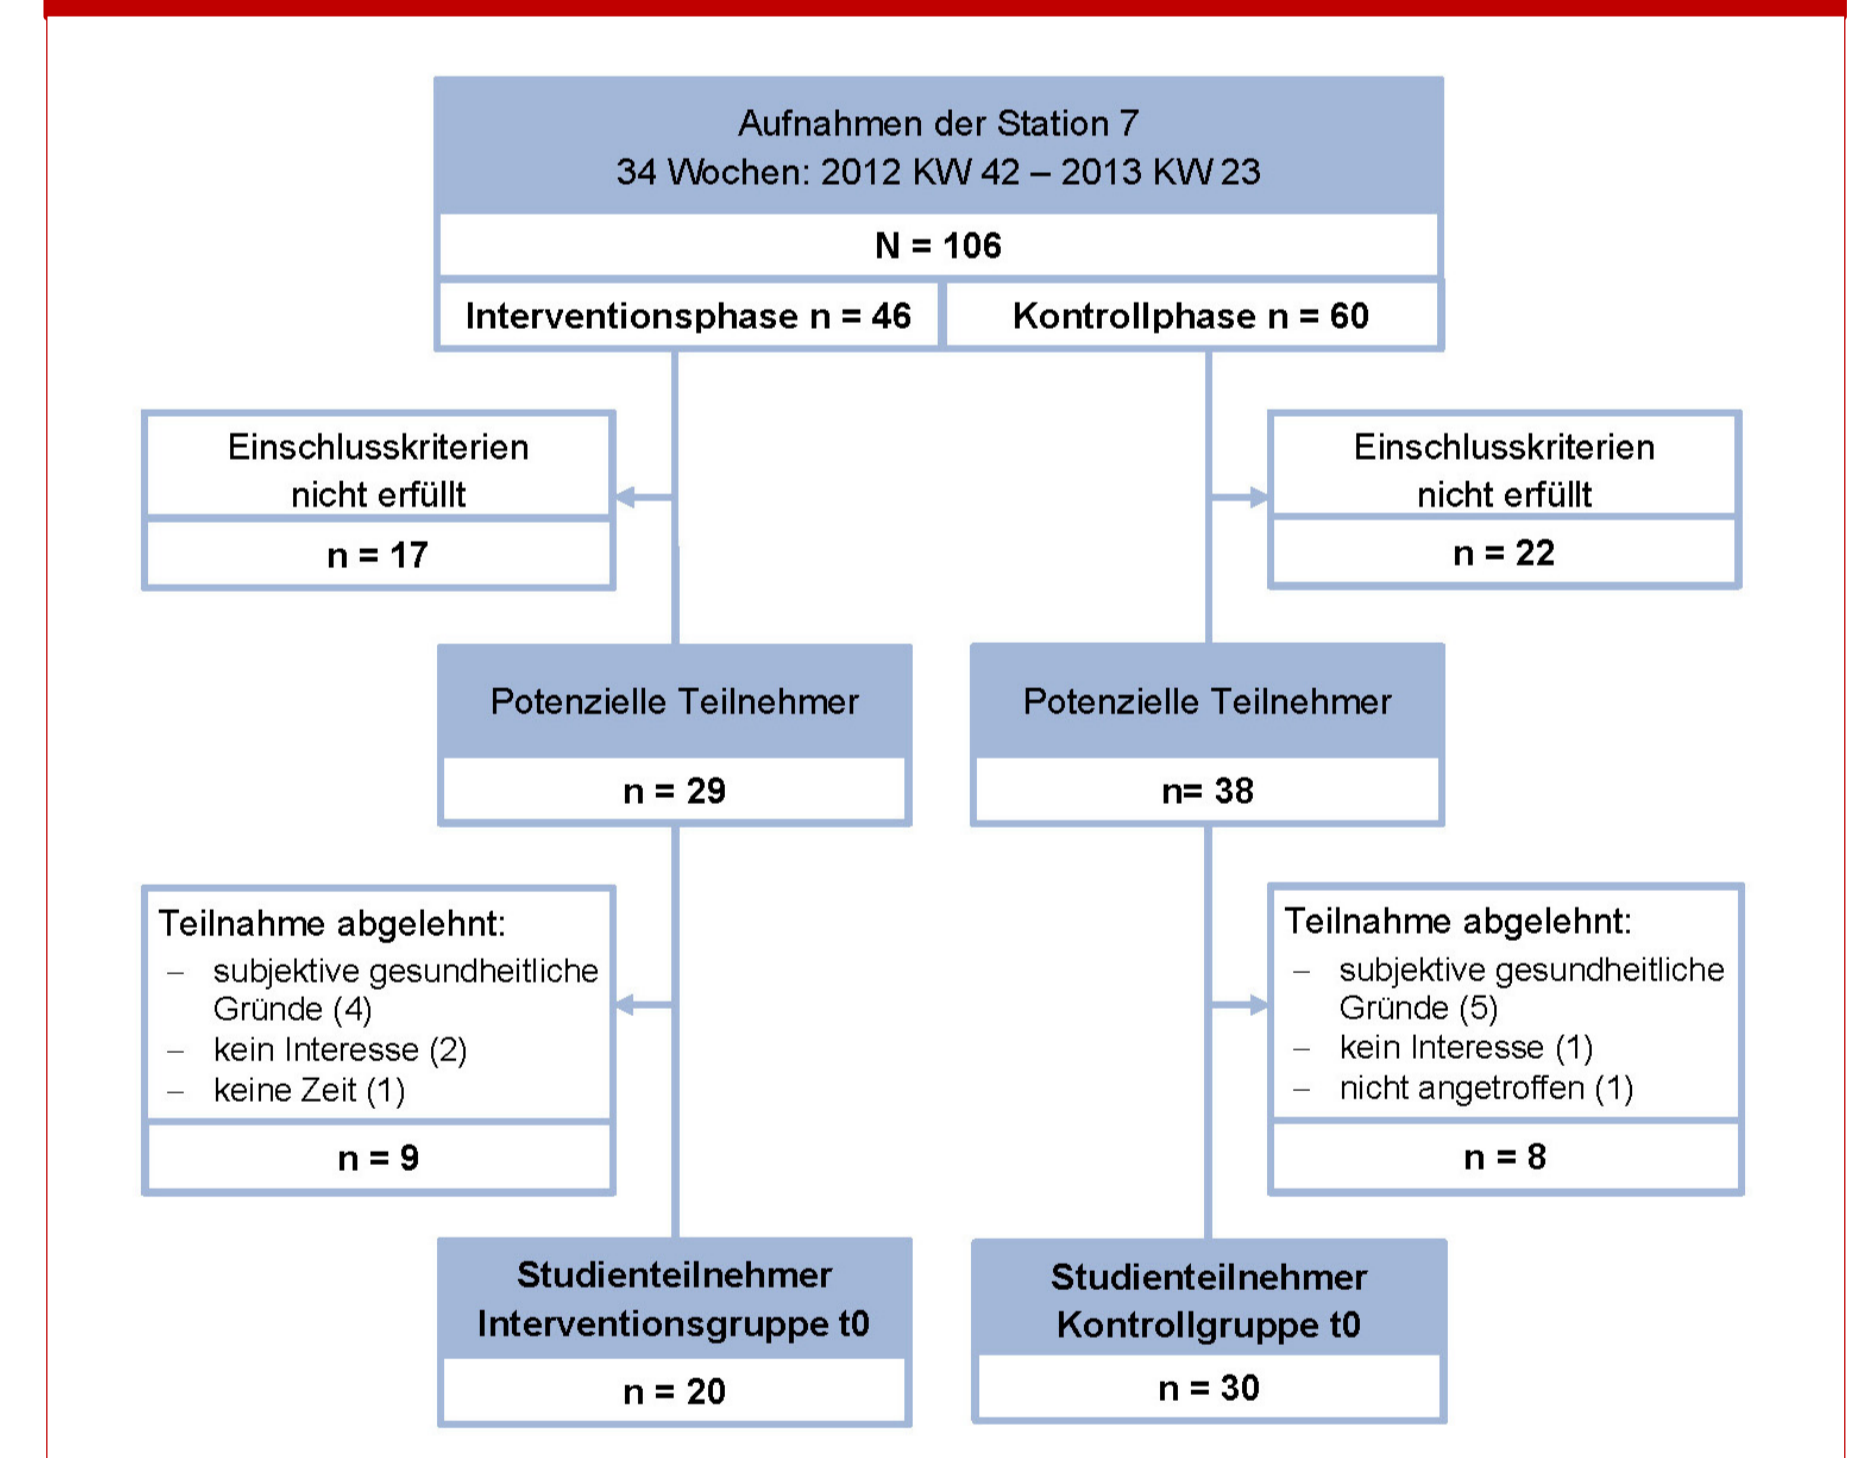 Aufnahmen der Station 7
34 Wochen: 2012 KW 42 – 2013 KW 23
N = 106
Interventionsphase n = 46
Kontrollphase n = 60
Einschlusskriterien
nicht erfüllt
n = 17
Einschlusskriterien
nicht erfüllt
n = 22
Potenzielle Teilnehmer
n = 29
Potenzielle Teilnehmer
n= 38
Teilnahme abgelehnt:
– subjektive gesundheitliche
Gründe (4)
– kein Interesse (2)
– keine Zeit (1)
n = 9
Teilnahme abgelehnt:
– subjektive gesundheitliche
Gründe (5)
– kein Interesse (1)
– nicht angetroffen (1)
n = 8
Studienteilnehmer
Interventionsgruppe t0
n = 20
Studienteilnehmer
Kontrollgruppe t0
n = 30